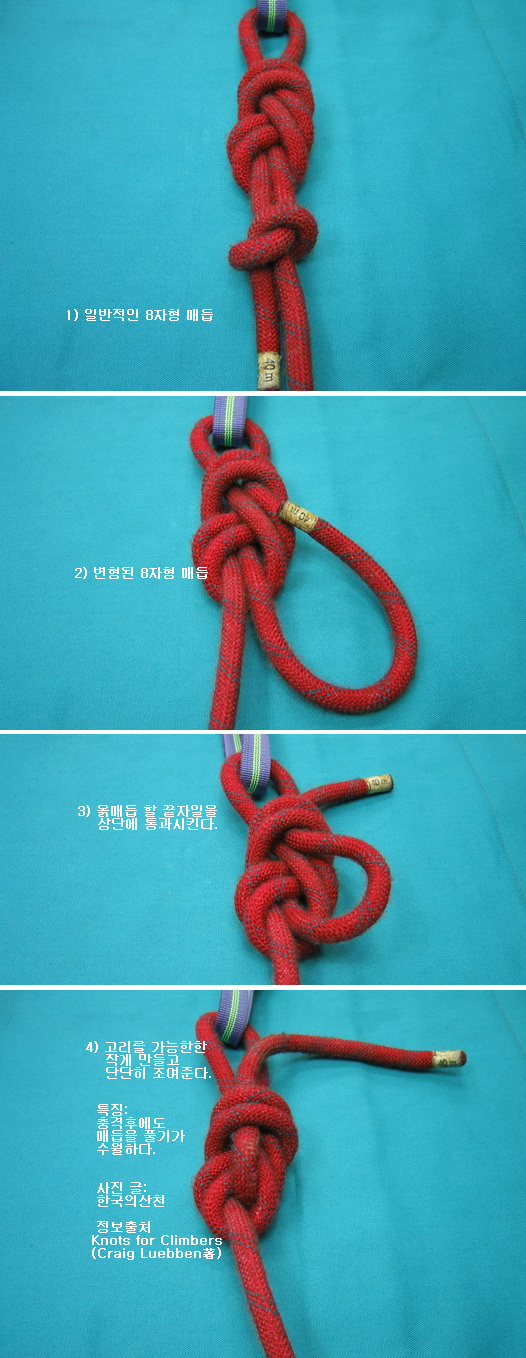 1) 일반적인 8자형 매듭
40 m
2) 변형된 8자형 매듭
40 m
3) 옭매듭 할 끝자일을
상단에 통과시킨다.
40 m
4) 고리를 가능한한
작게 만들고
단단히 조여준다.
40 m
특징:
충격후에도
매듭을 풀기가
수월하다.
사진 글:
한국의산천
정보출처
Knots for Climbers
(Craig Luebben著)